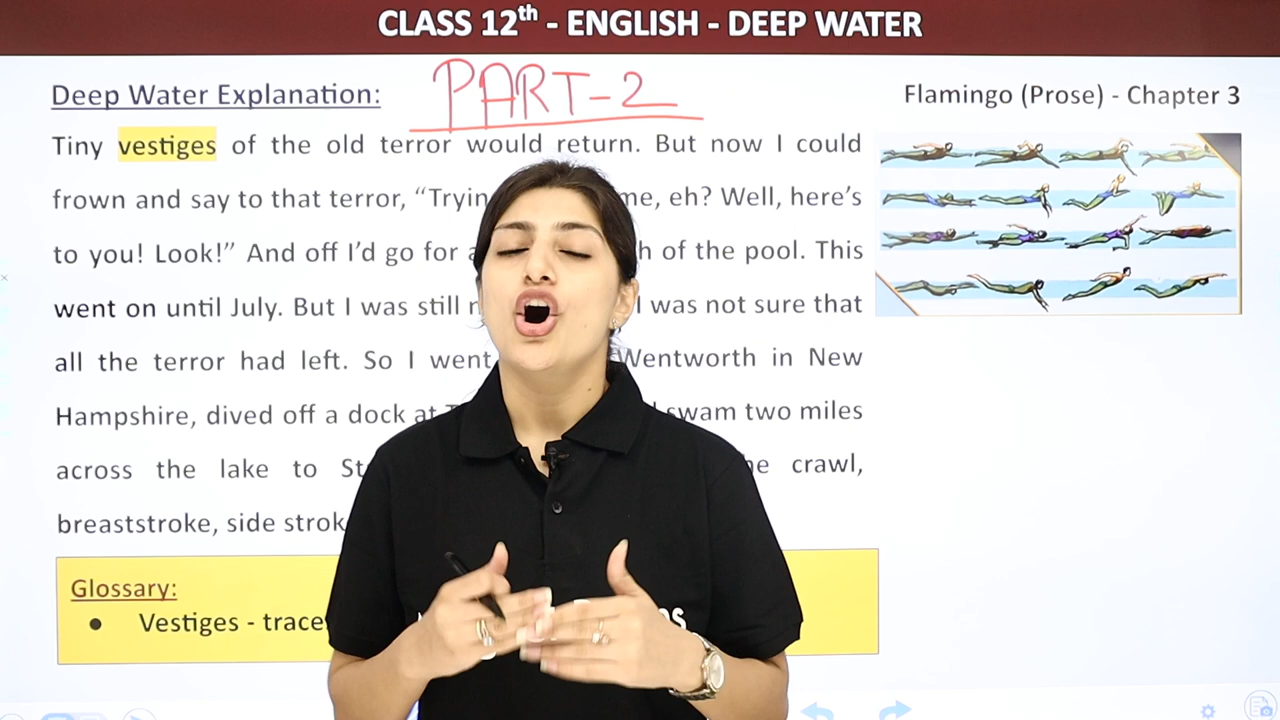 CLASS 12th - ENGLISH - DEEP WATER
Deep Water Explanation:
PART-2
Flamingo (Prose) - Chapter 3
Tiny vestiges of the old terror would return. But now I could
frown and say to that terror, “Tryin me, eh? Well, here’s
to you! Look!” And off I’d go for of the pool. This
went on until July. But I was still I was not sure that
all the terror had left. So I went Wentworth in New
Hampshire, dived off a dock at swam two miles
across the lake to crawl,
breaststroke, side
Glossary:
● Vestiges - trace